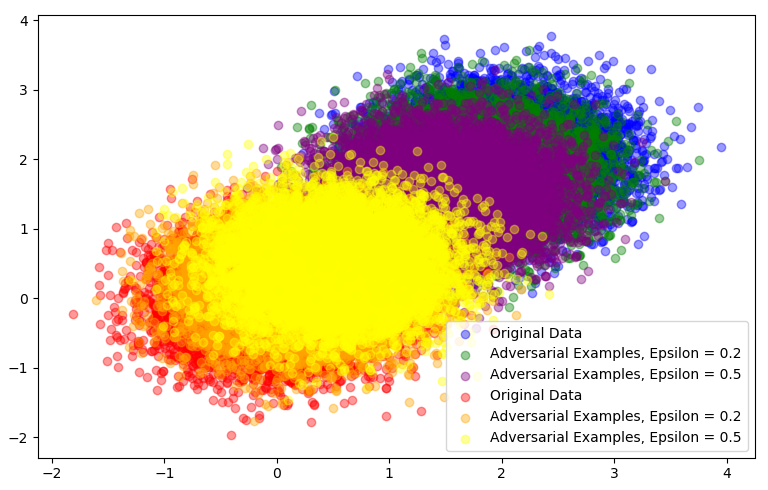 4
3
2
1
0
−1
−2
−2 −1 0 1 2 3 4
Original Data
Adversarial Examples, Epsilon = 0.2
Adversarial Examples, Epsilon = 0.5
Original Data
Adversarial Examples, Epsilon = 0.2
Adversarial Examples, Epsilon = 0.5